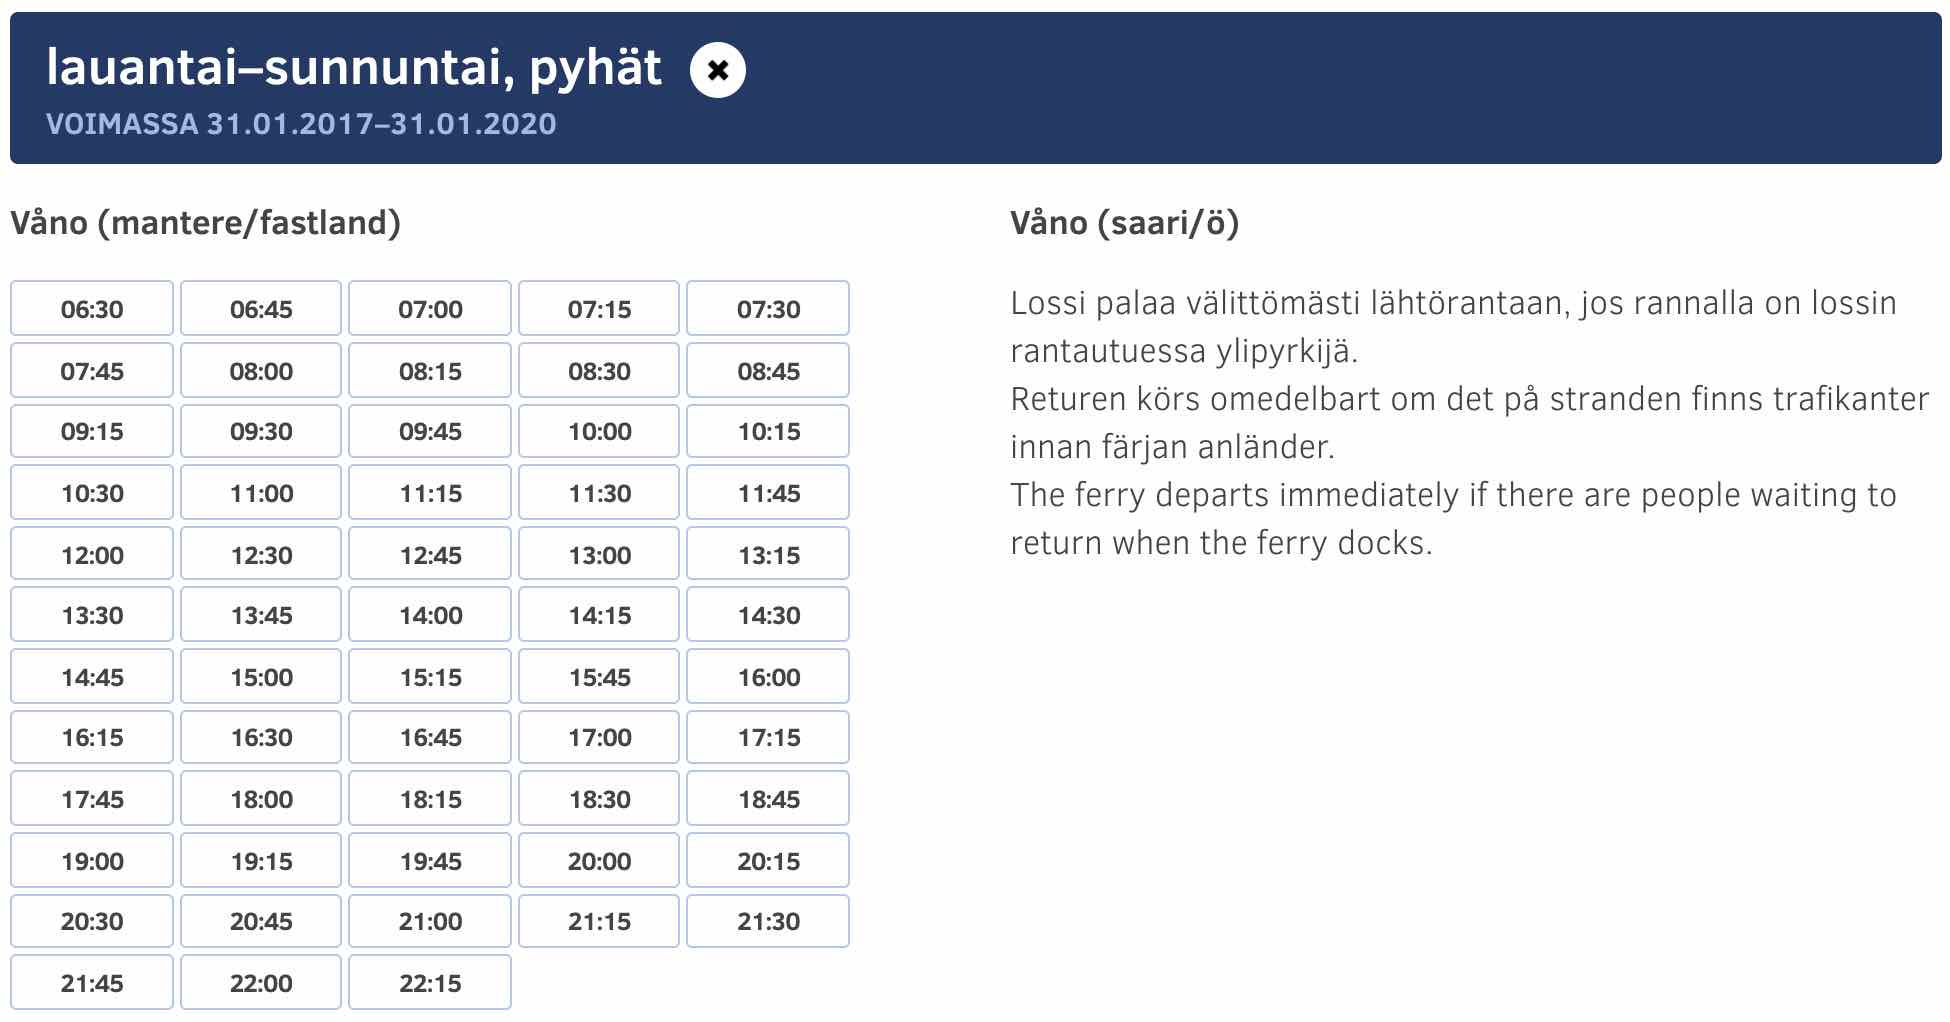 lauantai–sunnuntai, pyhät
VOIMASSA 31.01.2017–31.01.2020
Våno (mantere/fastland)
06:30 06:45 07:00 07:15 07:30
07:45 08:00 08:15 08:30 08:45
09:15 09:30 09:45 10:00 10:15
10:30 11:00 11:15 11:30 11:45
12:00 12:30 12:45 13:00 13:15
13:30 13:45 14:00 14:15 14:30
14:45 15:00 15:15 15:45 16:00
16:15 16:30 16:45 17:00 17:15
17:45 18:00 18:15 18:30 18:45
19:00 19:15 19:45 20:00 20:15
20:30 20:45 21:00 21:15 21:30
21:45 22:00 22:15
Våno (saari/ö)
Lossi palaa välittömästi lähtörantaan, jos rannalla on lossin
rantautuessa ylipyrkijä.
Returen körs omedelbart om det på stranden finns trafikanter
innan färjan anländer.
The ferry departs immediately if there are people waiting to
return when the ferry docks.